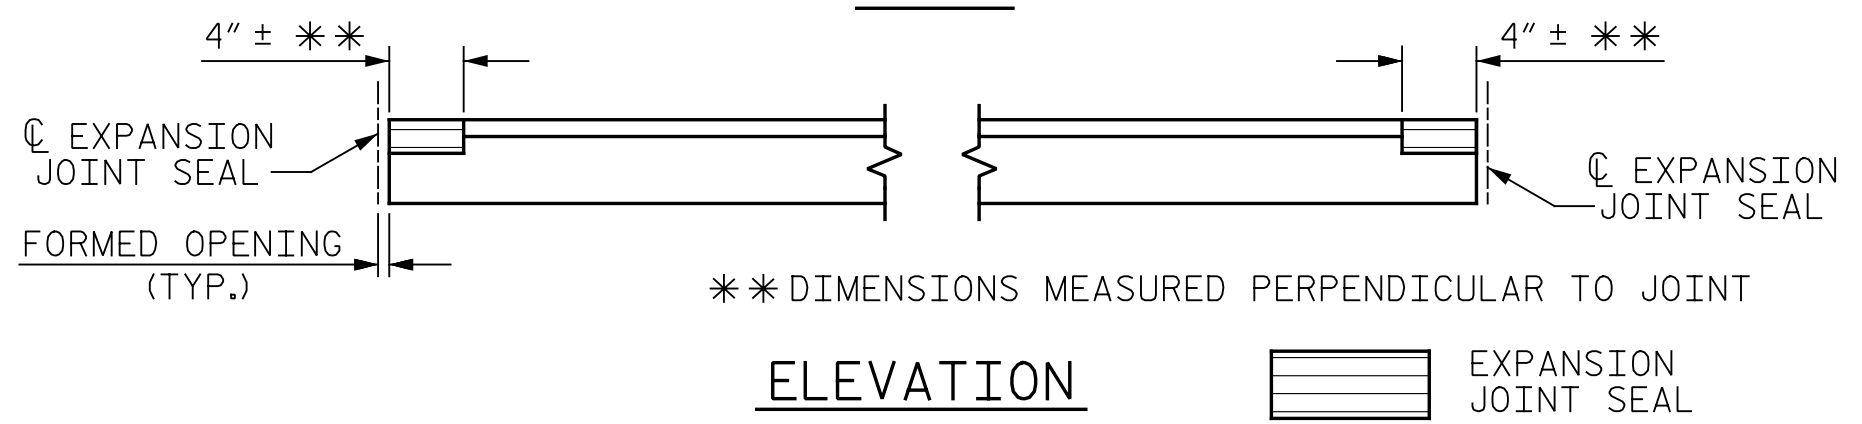 4" ± ✳✳
4" ± ✳✳
℄ EXPANSION
JOINT SEAL
℄ EXPANSION
JOINT SEAL
FORMED OPENING
(TYP.)
✳✳ DIMENSIONS MEASURED PERPENDICULAR TO JOINT
ELEVATION
EXPANSION
JOINT SEAL